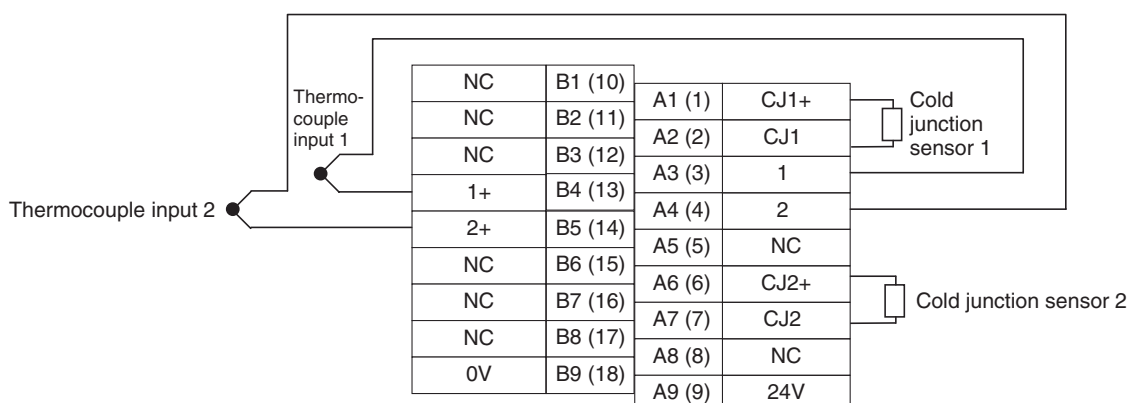 Thermo-
couple
input 1
Thermocouple input 2
NC B1 (10)
NC B2 (11)
NC B3 (12)
1+ B4 (13)
2+ B5 (14)
NC B6 (15)
NC B7 (16)
NC B8 (17)
0V B9 (18)
A1 (1) CJ1+
A2 (2) CJ1
A3 (3) 1
A4 (4) 2
A5 (5) NC
A6 (6) CJ2+
A7 (7) CJ2
A8 (8) NC
A9 (9) 24V
Cold
junction
sensor 1
Cold junction sensor 2